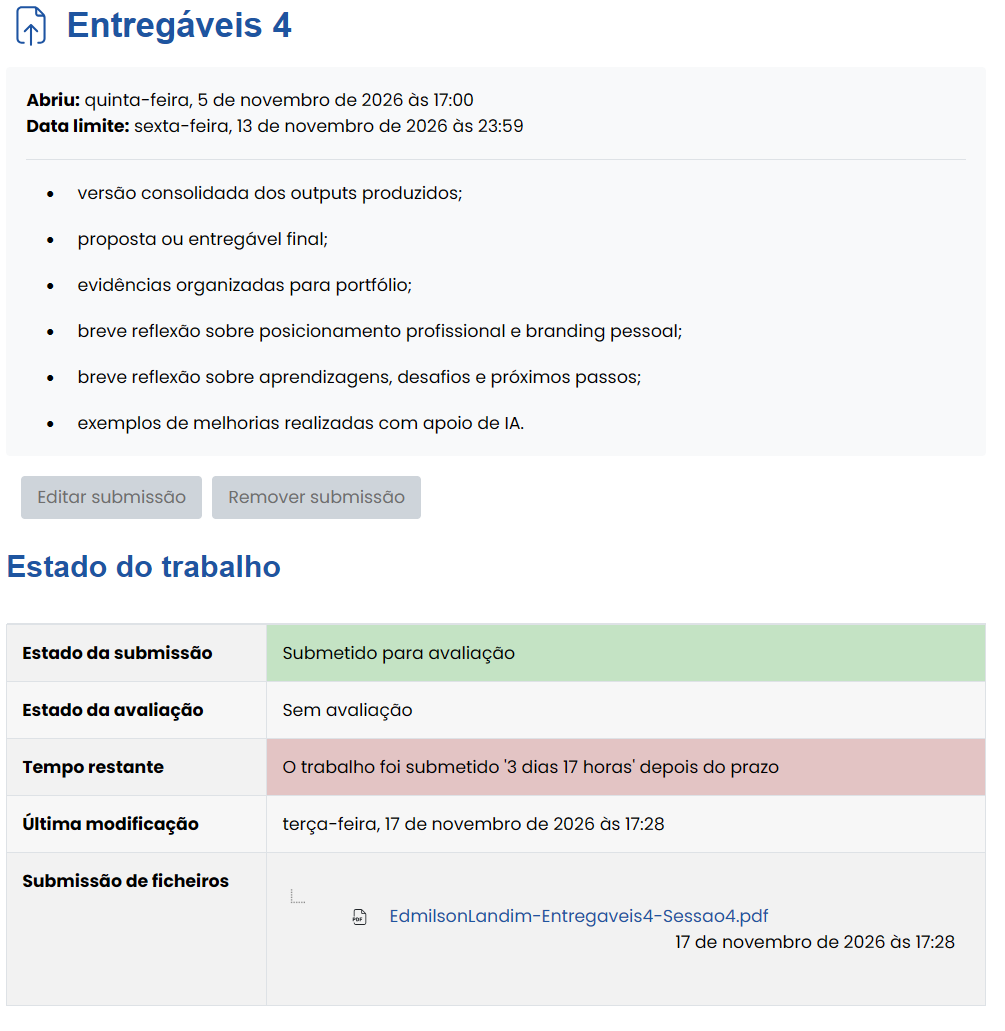 Entregáveis 4
Abriu: quinta-feira, 5 de novembro de 2026 às 17:00
Data limite: sexta-feira, 13 de novembro de 2026 às 23:59
• versão consolidada dos outputs produzidos;
• proposta ou entregável final;
• evidências organizadas para portfólio;
• breve reflexão sobre posicionamento profissional e branding pessoal;
• breve reflexão sobre aprendizagens, desafios e próximos passos;
• exemplos de melhorias realizadas com apoio de IA.
Editar submissão Remover submissão
Estado do trabalho
Estado da submissão Submetido para avaliação
Estado da avaliação Sem avaliação
Tempo restante O trabalho foi submetido '3 dias 17 horas' depois do prazo
Última modificação terça-feira, 17 de novembro de 2026 às 17:28
Submissão de ficheiros
PDF EdmilsonLandim-Entregaveis4-Sessao4.pdf
17 de novembro de 2026 às 17:28